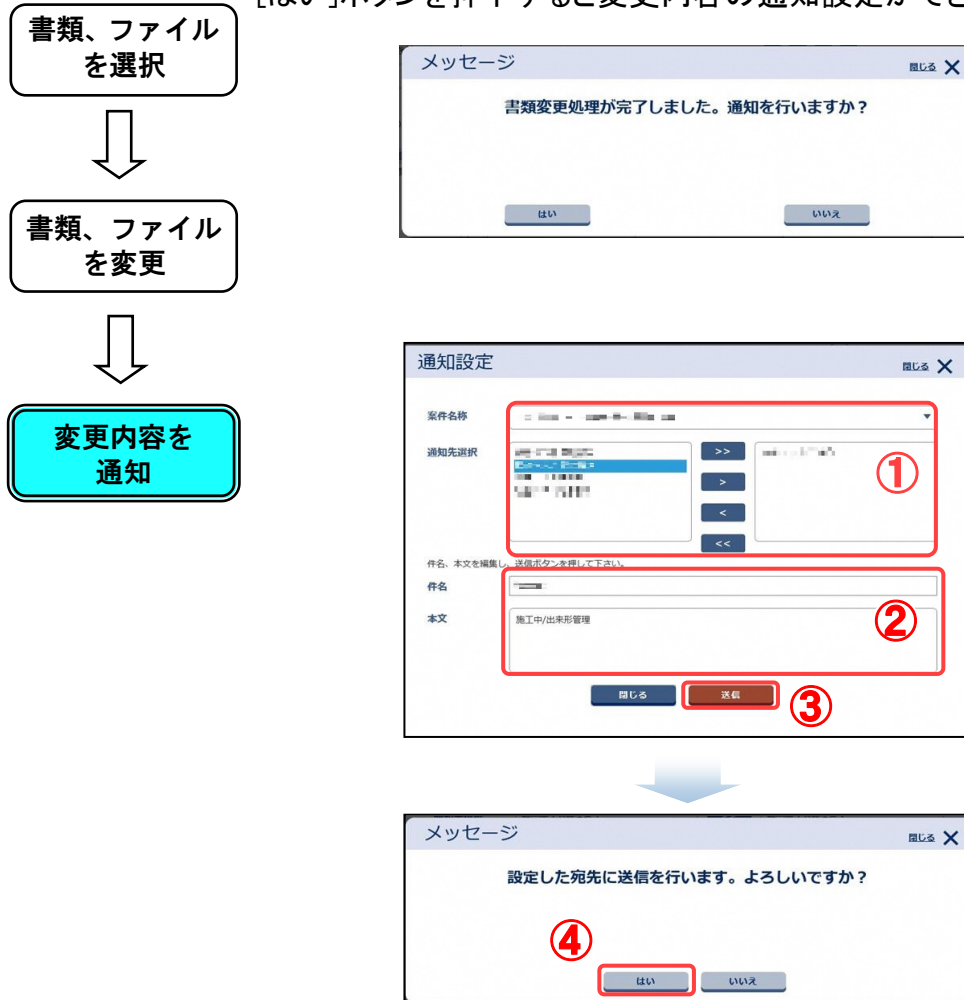 [はい]ボタンを押下すると変更内容の通知設定ができ
書類、ファイル
を選択
書類、ファイル
を変更
変更内容を
通知
メッセージ
閉じる
書類変更処理が完了しました。通知を行いますか？
はい
いいえ
通知設定
閉じる
案件名称
通知先選択
>>
>
<
<<
①
件名、本文を編集し、送信ボタンを押して下さい。
件名
本文
施工中/出来形管理
②
閉じる
送信
③
メッセージ
閉じる
設定した宛先に送信を行います。よろしいですか？
④
はい
いいえ